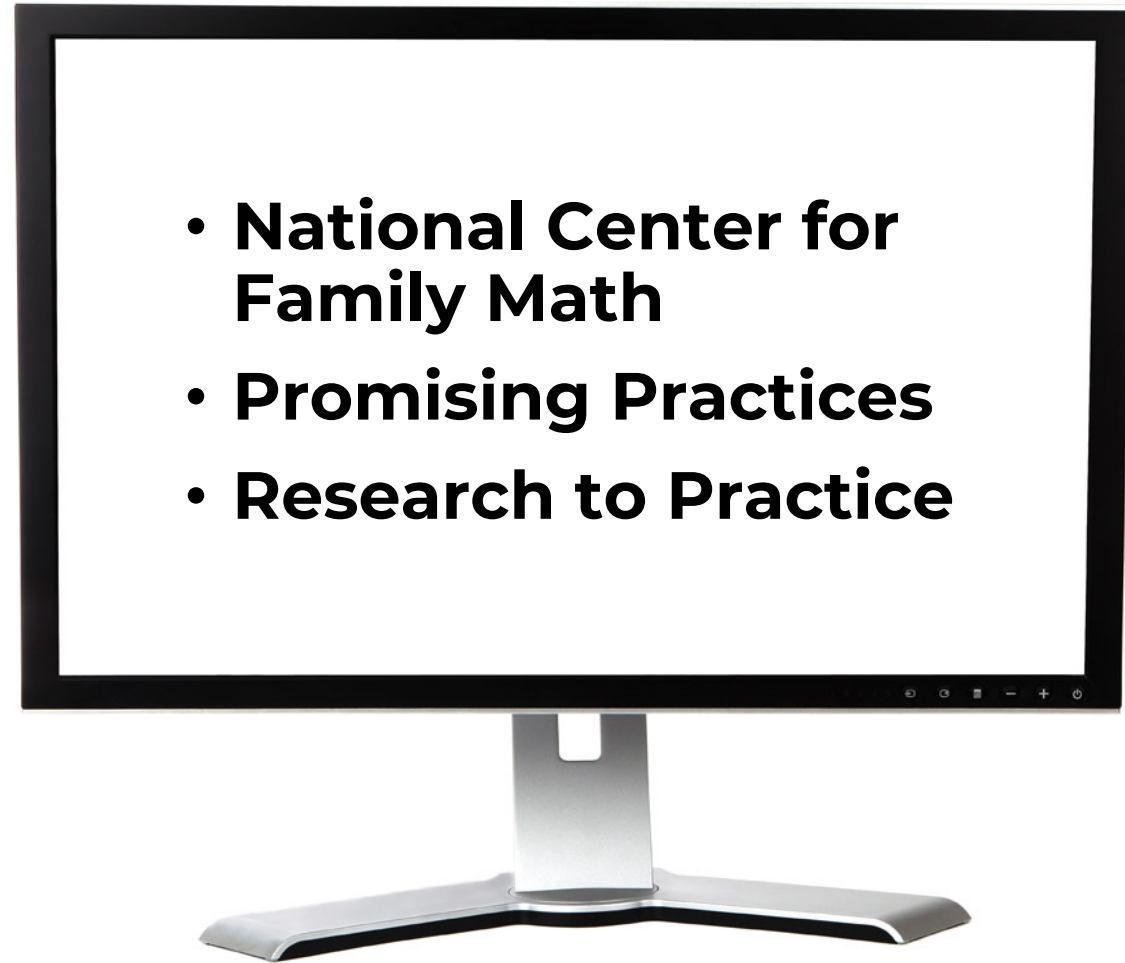 • National Center for
Family Math
• Promising Practices
• Research to Practice